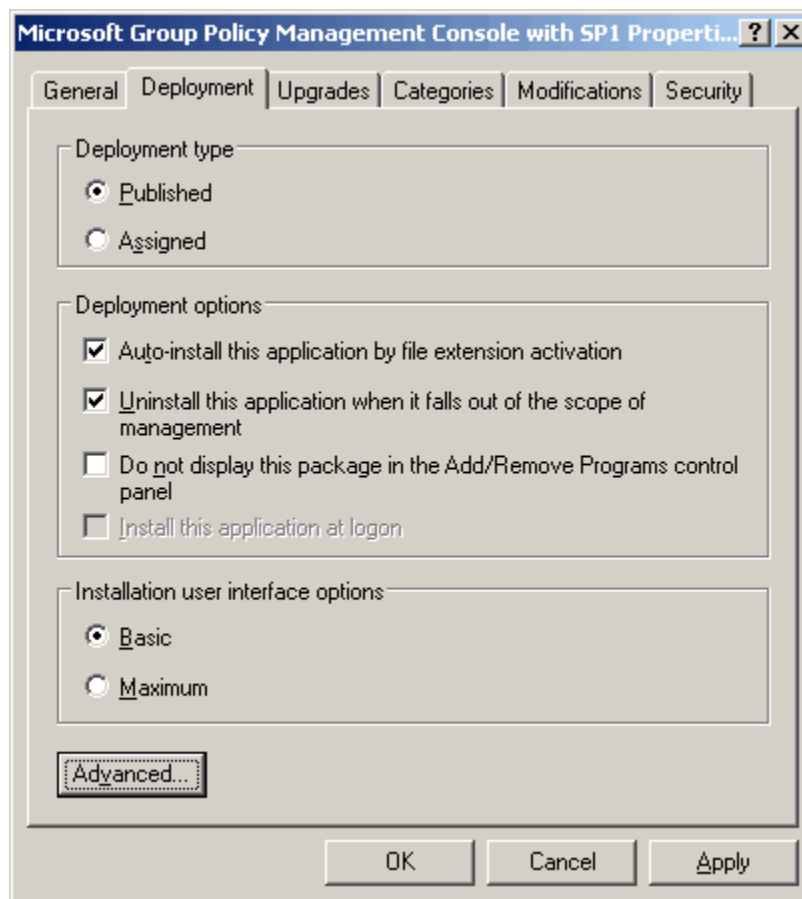 Microsoft Group Policy Management Console with SP1 Properti...
General Deployment Upgrades Categories Modifications Security
Deployment type
Published
Assigned
Deployment options
Auto-install this application by file extension activation
Uninstall this application when it falls out of the scope of
management
Do not display this package in the Add/Remove Programs control
panel
Install this application at logon
Installation user interface options
Basic
Maximum
Advanced...
OK Cancel Apply